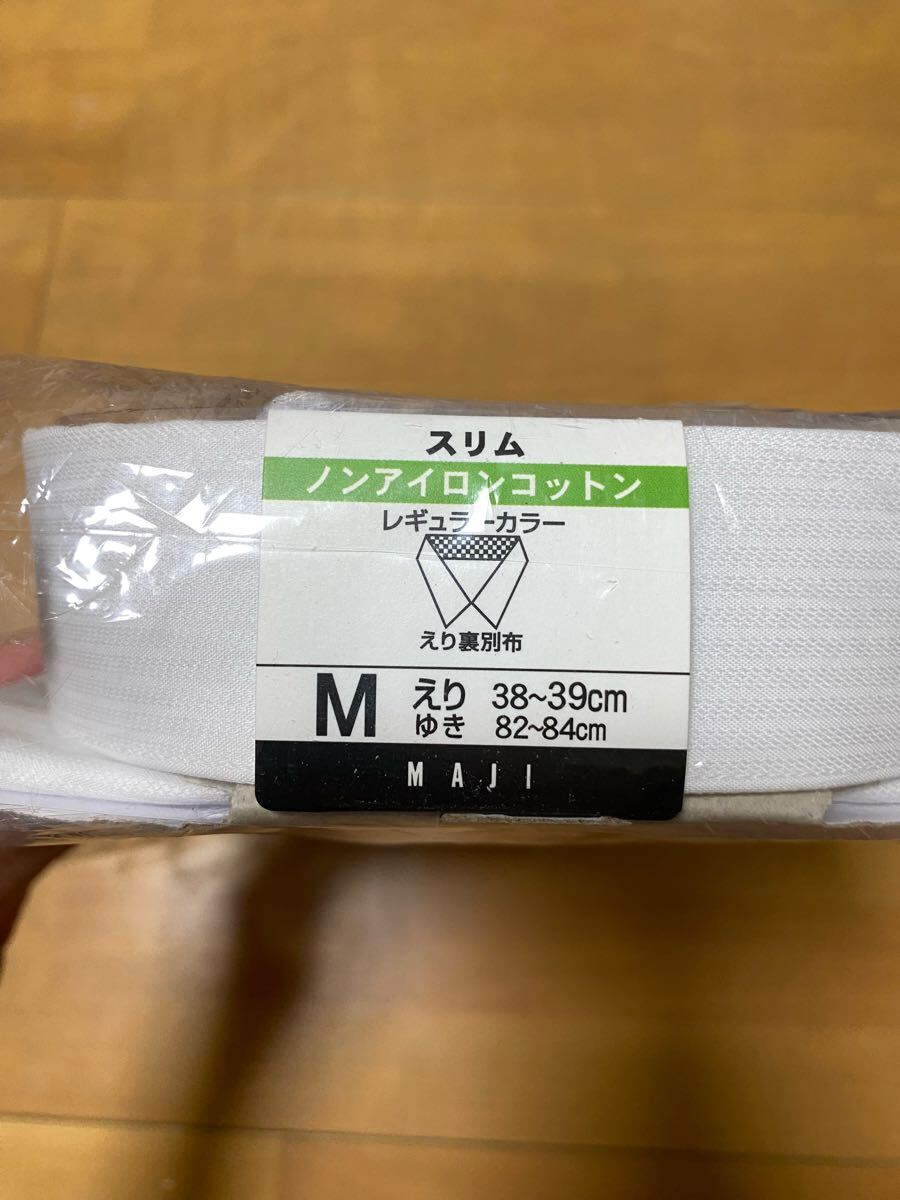 スリム
ノンアイロンコットン
レギュラーカラー
えり裏別布
M えり 38~39cm
ゆき 82~84cm
MAJI